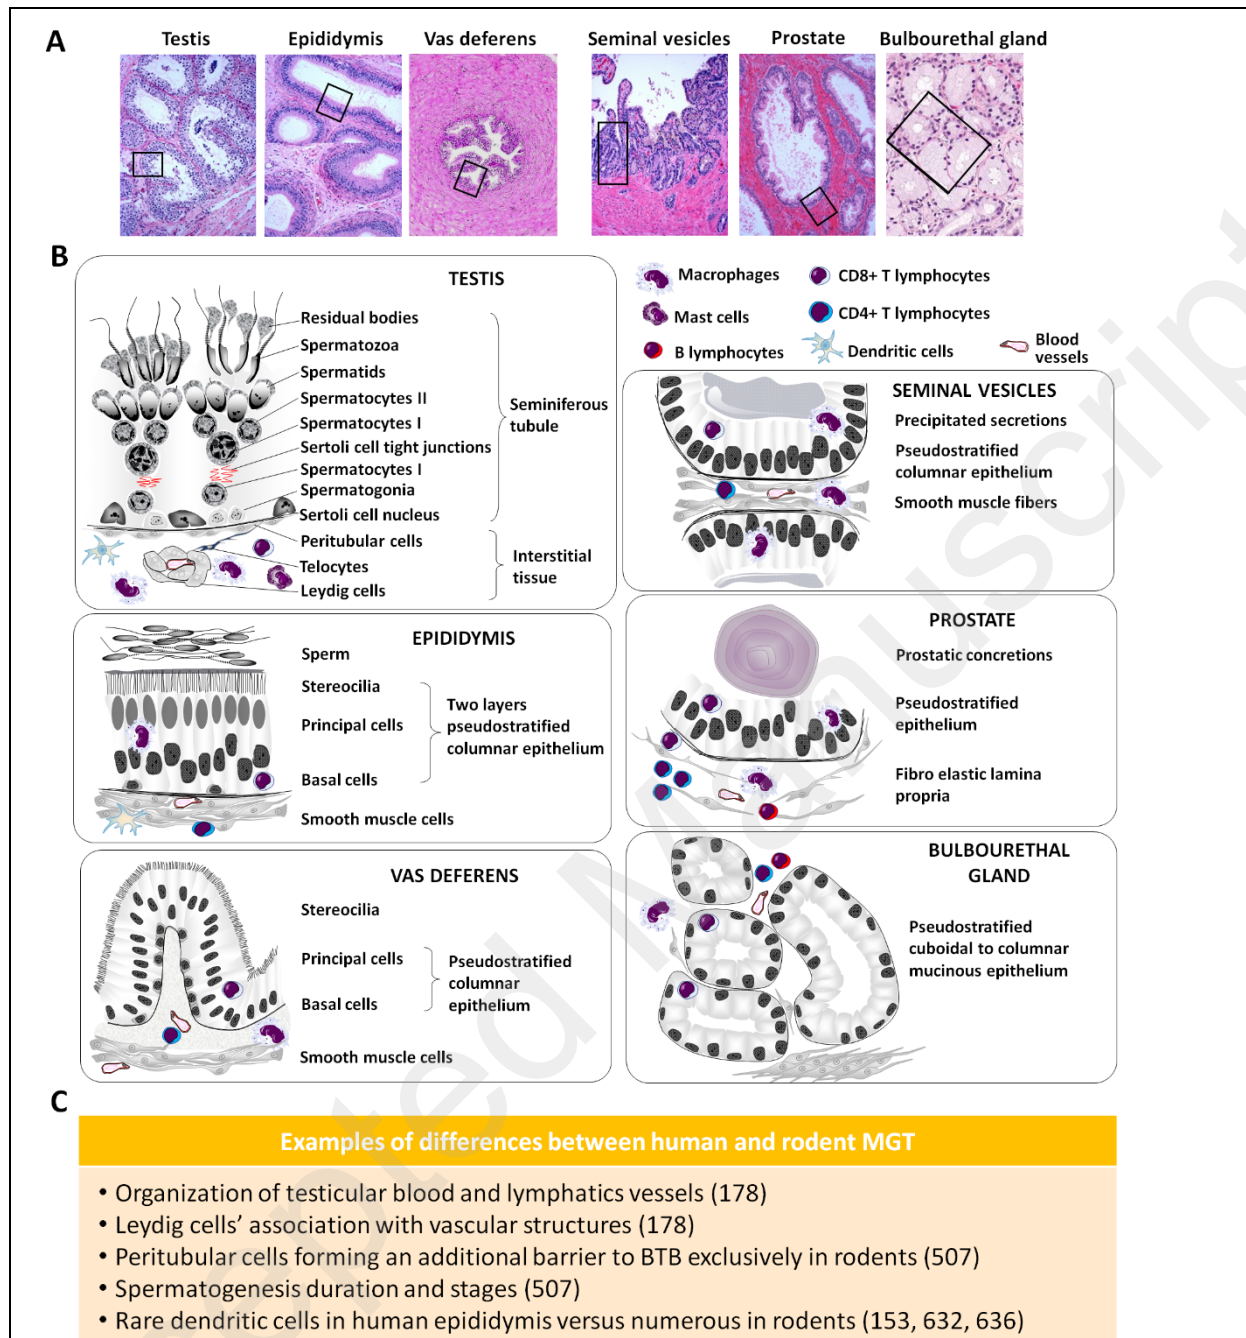 A
Testis
Epididymis
Vas deferens
Seminal vesicles
Prostate
Bulbourethal gland
B
TESTIS
Residual bodies
Spermatozoa
Spermatids
Spermatocytes II
Spermatocytes I
Sertoli cell tight junctions
Spermatocytes I
Spermatogonia
Sertoli cell nucleus
Peritubular cells
Telocytes
Leydig cells
Seminiferous
tubule
Interstitial
tissue
Macrophages
Mast cells
B lymphocytes
CD8+ T lymphocytes
CD4+ T lymphocytes
Dendritic cells
Blood
vessels
SEMINAL VESICLES
Precipitated secretions
Pseudostratified
columnar epithelium
Smooth muscle fibers
EPIDIDYMIS
Sperm
Stereocilia
Principal cells
Basal cells
Smooth muscle cells
Two layers
pseudostratified
columnar epithelium
PROSTATE
Prostatic concretions
Pseudostratified
epithelium
Fibro elastic lamina
propria
VAS DEFERENS
Stereocilia
Principal cells
Basal cells
Smooth muscle cells
Pseudostratified
columnar
epithelium
BULBOURETHAL
GLAND
Pseudostratified
cuboidal to columnar
mucinous epithelium
C
Examples of differences between human and rodent MGT
• Organization of testicular blood and lymphatics vessels (178)
• Leydig cells’ association with vascular structures (178)
• Peritubular cells forming an additional barrier to BTB exclusively in rodents (507)
• Spermatogenesis duration and stages (507)
• Rare dendritic cells in human epididymis versus numerous in rodents (153, 632, 636)
epted Manuscript